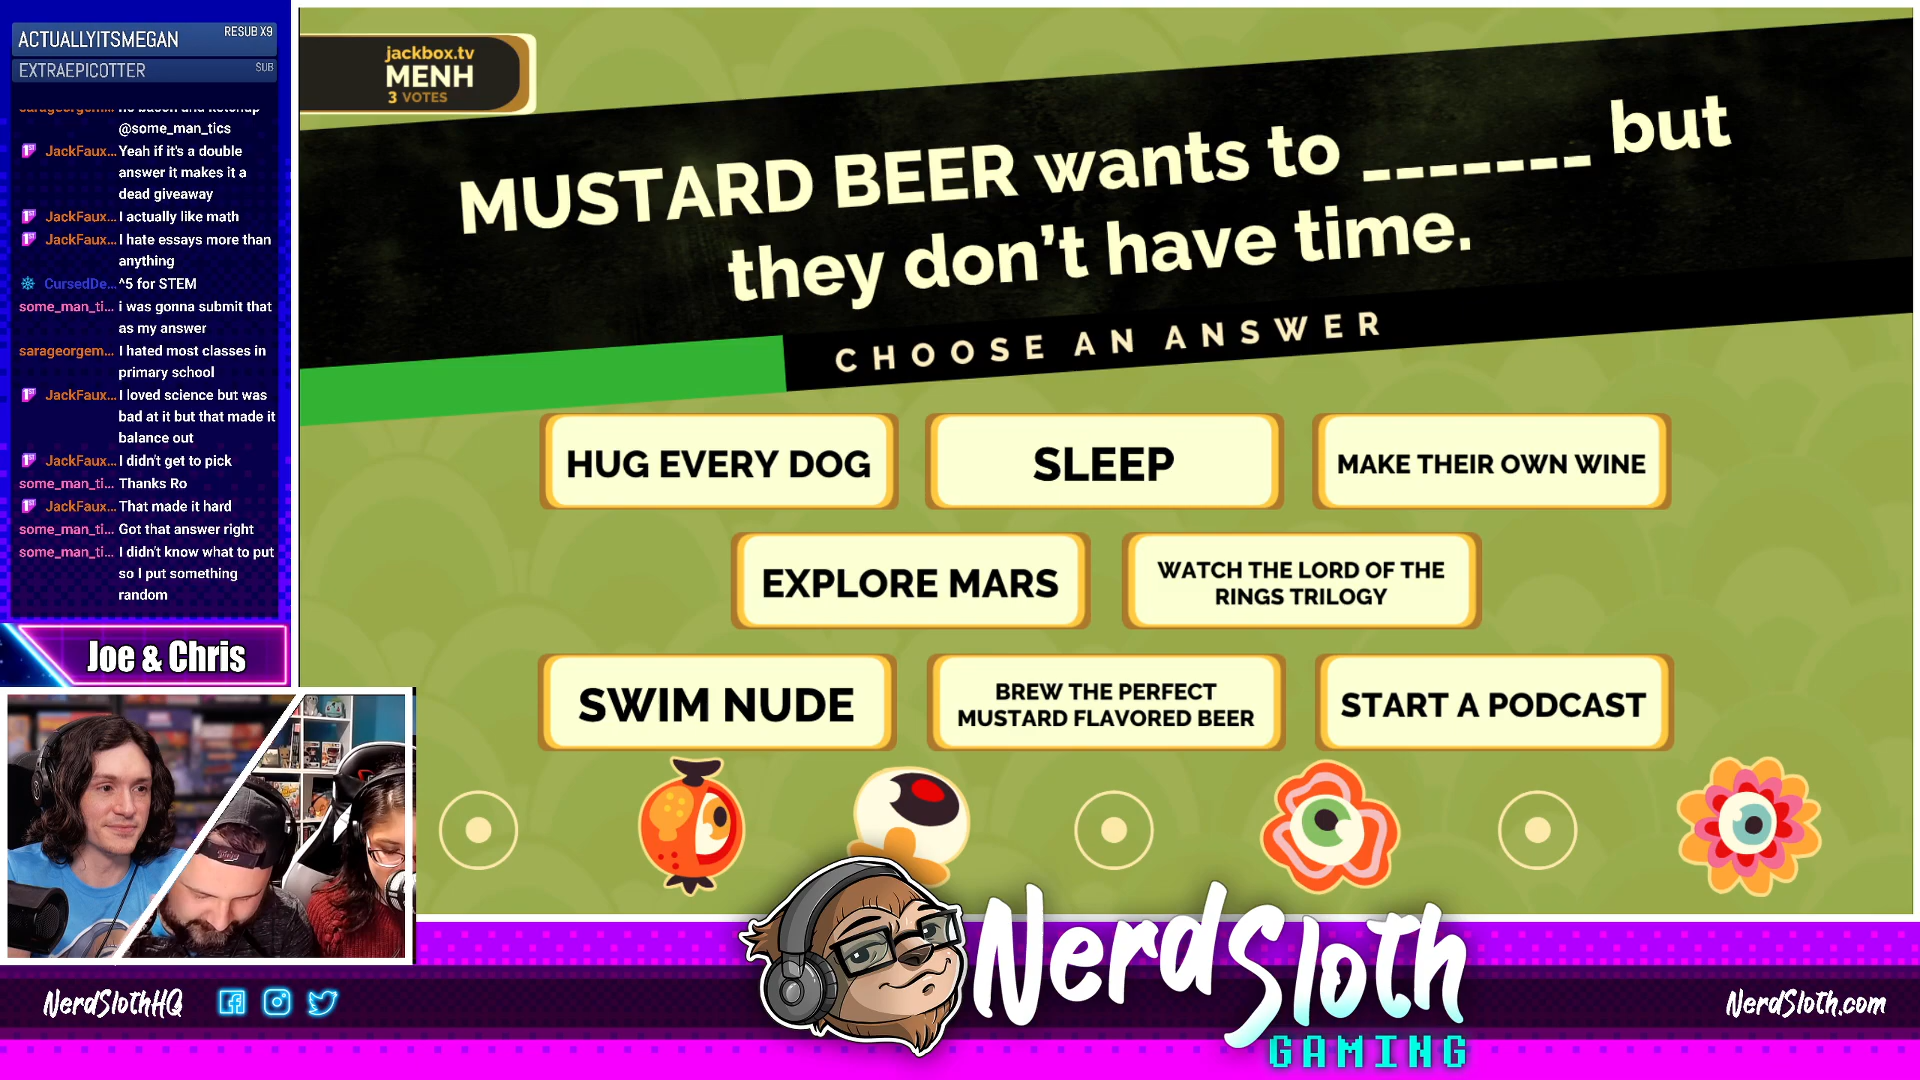 ACTUALLYITSMEGAN RESUB X9
EXTRAEPICOTTER SUB
@some_man_tics
JackFaux... Yeah if it's a double
answer it makes it a
dead giveaway
JackFaux... I actually like math
JackFaux... I hate essays more than
anything
CursedDe... ^5 for STEM
some_man_ti... i was gonna submit that
as my answer
sarageorgem... I hated most classes in
primary school
JackFaux... I loved science but was
bad at it but that made it
balance out
JackFaux... I didn't get to pick
some_man_ti... Thanks Ro
JackFaux... That made it hard
some_man_ti... Got that answer right
some_man_ti... I didn't know what to put
so I put something
random
Joe & Chris
jackbox.tv
MENH
3 VOTES
MUSTARD BEER wants to _______ but
they don't have time.
CHOOSE AN ANSWER
HUG EVERY DOG
SLEEP
MAKE THEIR OWN WINE
EXPLORE MARS
WATCH THE LORD OF THE
RINGS TRILOGY
SWIM NUDE
BREW THE PERFECT
MUSTARD FLAVORED BEER
START A PODCAST
NerdSlothHQ
NerdSloth
GAMING
NerdSloth.com